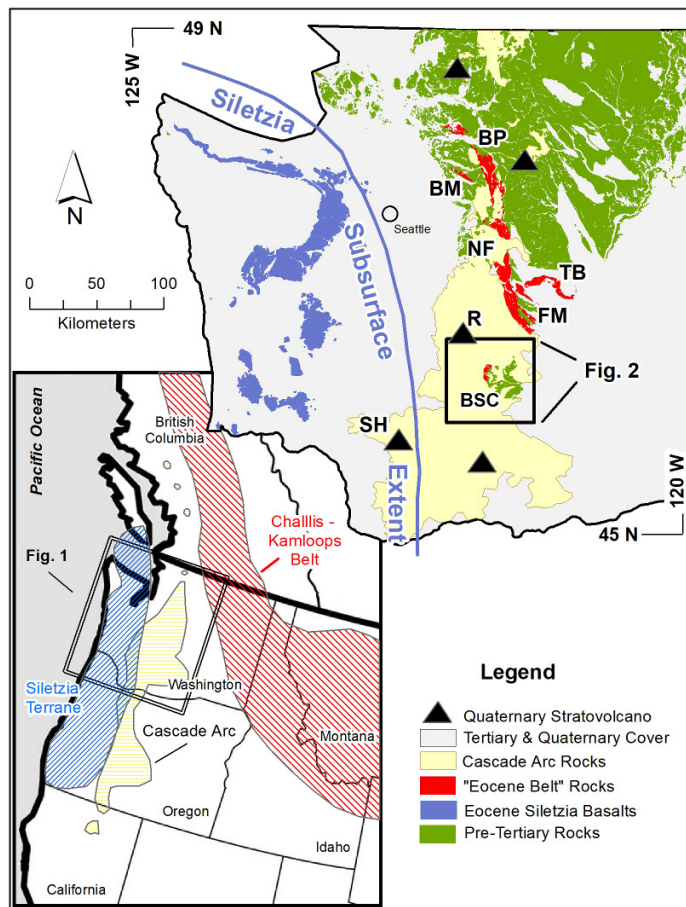 49 N
125 W
Siletzia
Subsurface
Extent
BP
BM
Seattle
NF
TB
FM
R
Fig. 2
BSC
SH
120 W
45 N
N
0 50 100
Kilometers
Pacific Ocean
British
Columbia
Challlis -
Kamloops
Belt
Fig. 1
Siletzia
Terrane
Washington
Cascade Arc
Montana
Oregon
Idaho
California
Legend
Quaternary Stratovolcano
Tertiary & Quaternary Cover
Cascade Arc Rocks
"Eocene Belt" Rocks
Eocene Siletzia Basalts
Pre-Tertiary Rocks